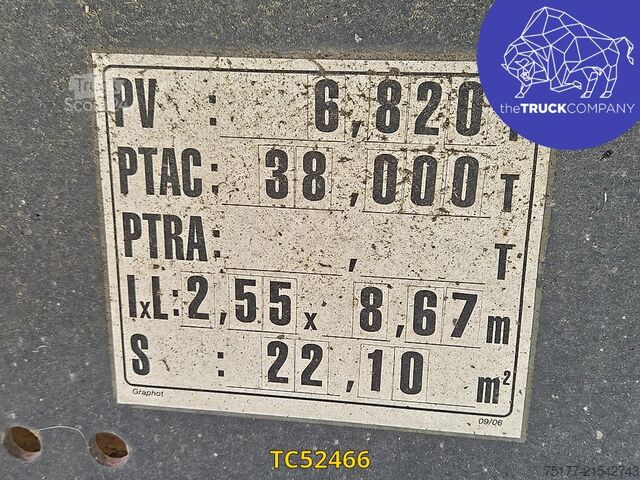 PV : 6,820 T
PTAC: 38,000 T
PTRA: , T
IxL: 2,55 x 8,67 m
S : 22,10 m²
Graphot
09/06
theTRUCKCOMPANY
TC52466
75177-21542743